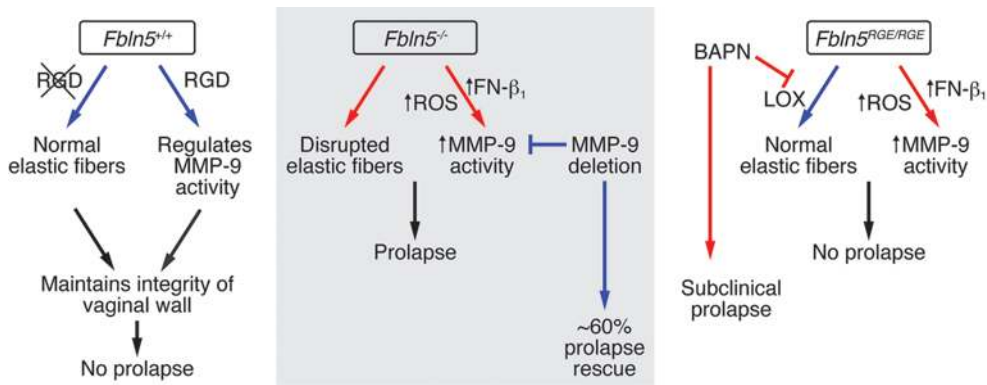 Fbln5+/+
RGD
RGD
Normal
elastic fibers
Regulates
MMP-9
activity
Maintains integrity of
vaginal wall
No prolapse
Fbln5-/-
↑ROS
↑FN-β1
Disrupted
elastic fibers
↑MMP-9
activity
MMP-9
deletion
Prolapse
~60%
prolapse
rescue
BAPN
Fbln5RGE/RGE
LOX
↑ROS
↑FN-β1
Normal
elastic fibers
↑MMP-9
activity
No prolapse
Subclinical
prolapse